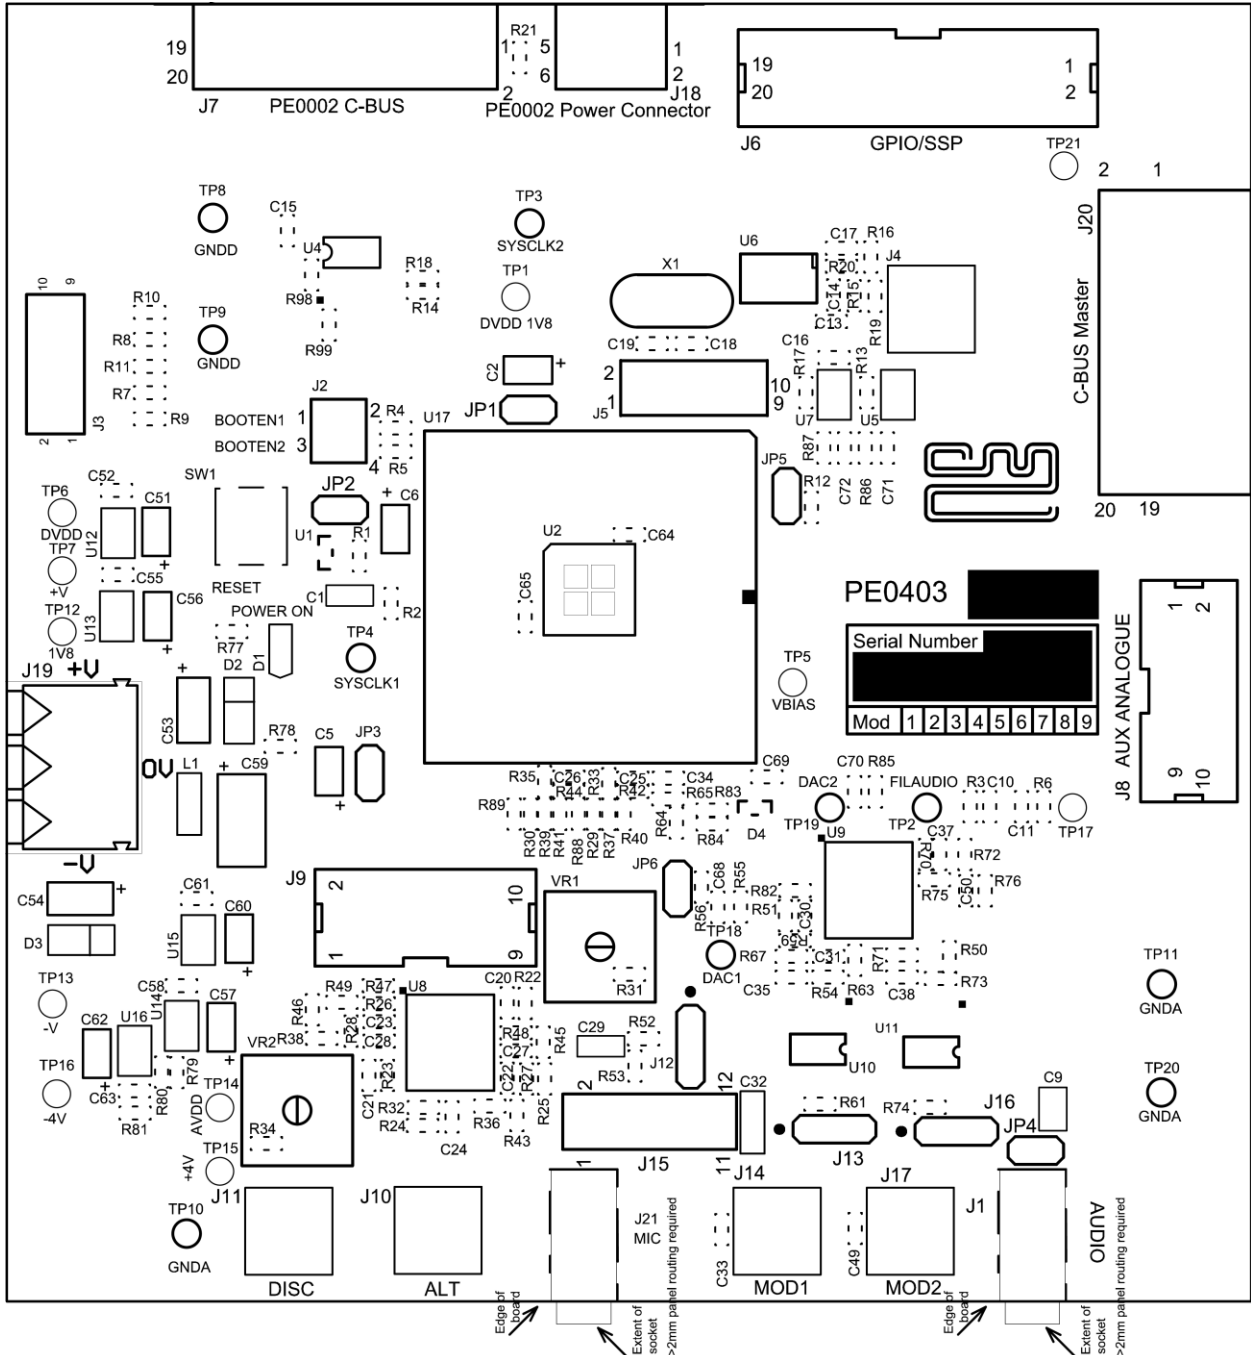 19
20
J7
PE0002 C-BUS
1
2
R21
5
6
1
2
J18
PE0002 Power Connector
19
20
1
2
J6
GPIO/SSP
TP21
2
1
J20
C-BUS Master
20
19
TP8
GNDD
C15
U4
R98
R99
R18
R14
TP3
SYSCLK2
TP1
DVDD 1V8
X1
U6
C17
R16
R20
J4
C14
R15
C13
R19
10
9
2
1
J3
R10
R8
R11
R7
R9
TP9
GNDD
C2
+
JP1
C19
C18
2
1
J5
10
9
C16
R17
R13
U7
U5
R87
C72
R86
C71
J2
BOOTEN1
1
2
BOOTEN2
3
4
R4
R5
U17
JP5
R12
C52
C51
+
TP6
DVDD
TP7
+V
U12
C55
SW1
RESET
JP2
+
C6
U1
R1
C1
R2
U2
C64
C65
TP12
1V8
U13
C56
+
POWER ON
R77
D1
D2
TP4
SYSCLK1
PE0403
Serial Number
Mod 1 2 3 4 5 6 7 8 9
TP5
VBIAS
1
2
J8 AUX ANALOGUE
9
10
J19
+V
0V
-V
+
C53
R78
L1
+
C59
C5
+
JP3
R35
C26
R44
R33
C25
R42
C34
C69
R65
R83
R89
R30
R39
R41
R88
R29
R37
R40
R64
R84
D4
DAC2
TP19
C70
R85
FILAUDIO
TP2
R3
C10
C11
R6
TP17
U9
C37
R70
R72
R75
C50
R76
C54
+
D3
C61
C60
+
U15
J9
2
1
10
9
VR1
R31
JP6
C68
R55
R56
TP18
DAC1
R82
R51
C30
R59
R67
C35
C31
R54
R63
R71
C38
R50
R73
TP11
GNDA
TP13
-V
C58
U14
C57
+
C62
+
U16
TP16
-4V
C63
R81
R80
R79
TP14
AVDD
TP15
+4V
R49
R46
R38
R28
R47
R26
C23
C28
U8
C20
R22
R48
C27
R45
C22
R27
R25
VR2
R34
C21
R23
R32
R24
C24
R36
R43
C29
R52
R53
J12
2
1
12
11
J15
C32
U10
U11
TP20
GNDA
R61
R74
J13
J16
C9
JP4
TP10
GNDA
J11
DISC
J10
ALT
J21
MIC
J14
C33
MOD1
J17
C49
MOD2
J1
AUDIO
Edge of
board
Extent of
socket
>2mm panel routing required
Edge of
board
Extent of
socket
>2mm panel routing required